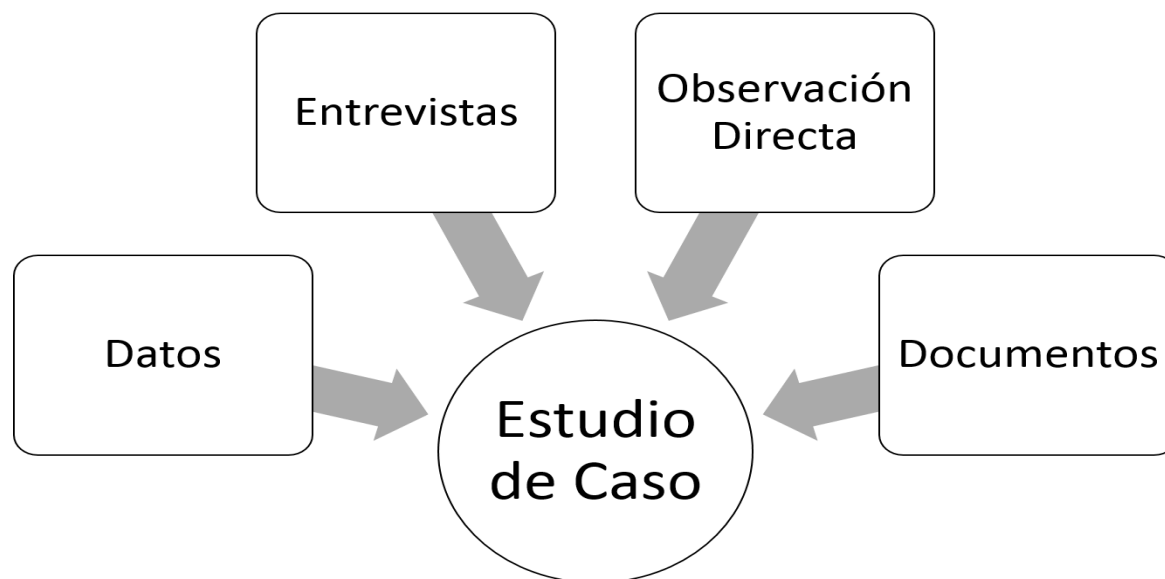 Entrevistas
Observación
Directa
Datos
Documentos
Estudio
de Caso